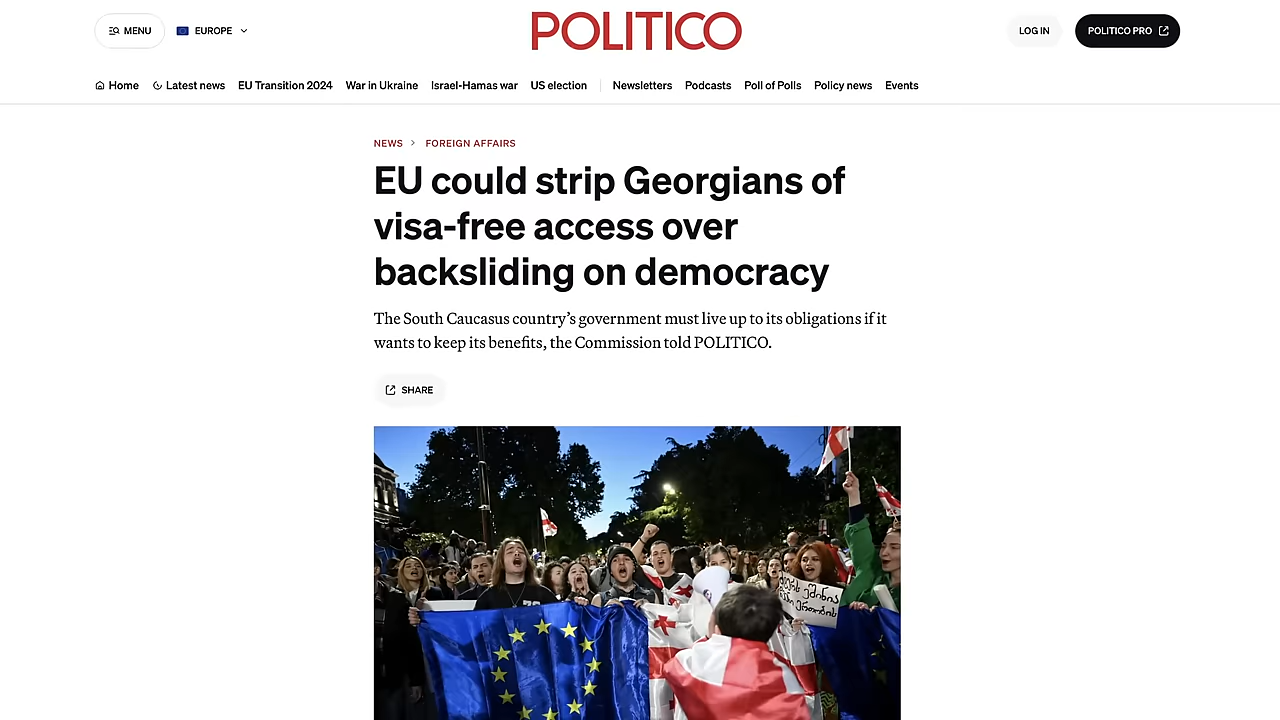 MENU
EUROPE
POLITICO
LOG IN
POLITICO PRO
Home
Latest news
EU Transition 2024
War in Ukraine
Israel-Hamas war
US election
Newsletters
Podcasts
Poll of Polls
Policy news
Events
NEWS
FOREIGN AFFAIRS
EU could strip Georgians of
visa-free access over
backsliding on democracy
The South Caucasus country’s government must live up to its obligations if it
wants to keep its benefits, the Commission told POLITICO.
SHARE